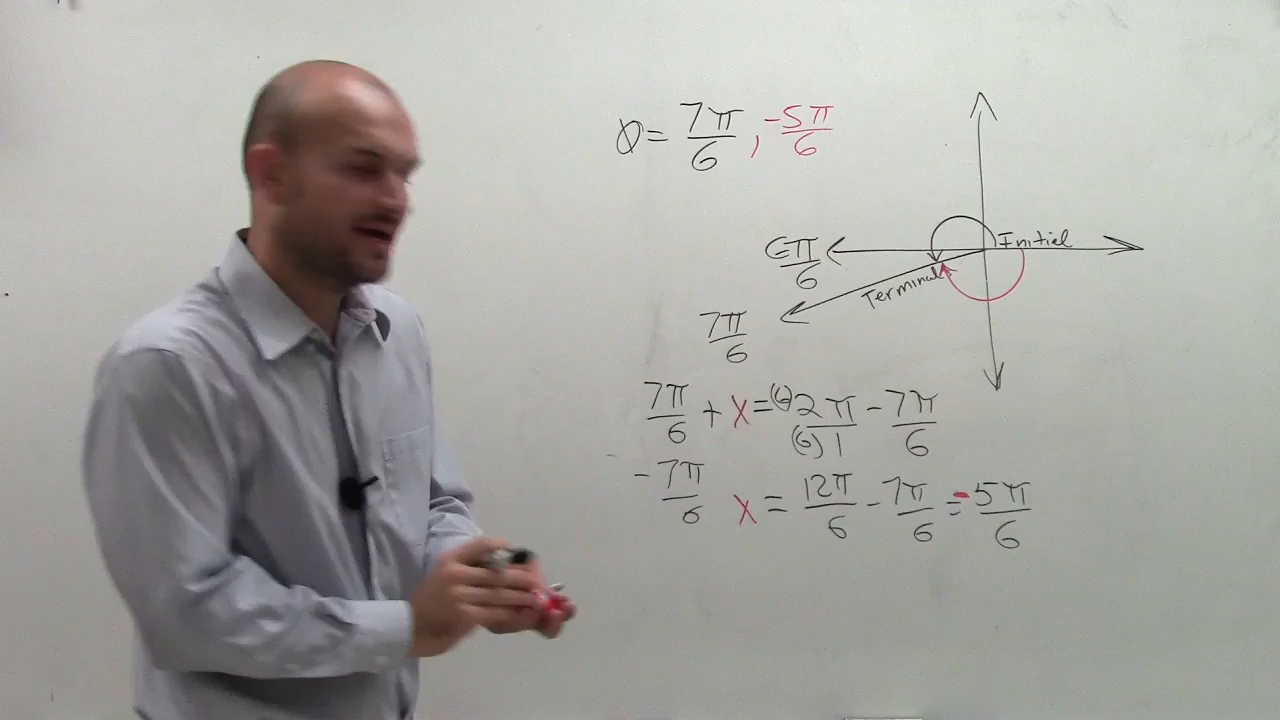 θ = 7π/6 , -5π/6
Initial
6π/6
Terminal
7π/6
7π/6 + x = (6)2π/(6)1 - 7π/6
-7π/6
x = 12π/6 - 7π/6 = -5π/6